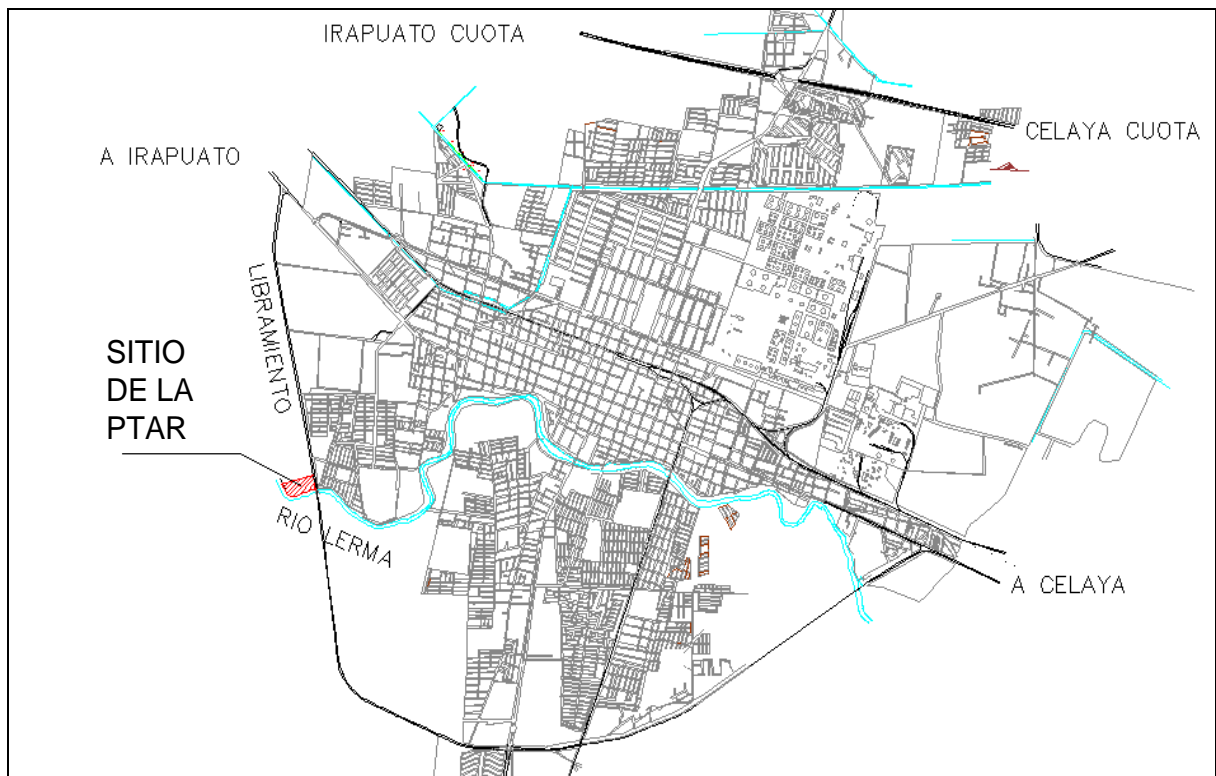 IRAPUATO CUOTA
CELAYA CUOTA
A IRAPUATO
LIBRAMIENTO
SITIO
DE LA
PTAR
RIO LERMA
A CELAYA